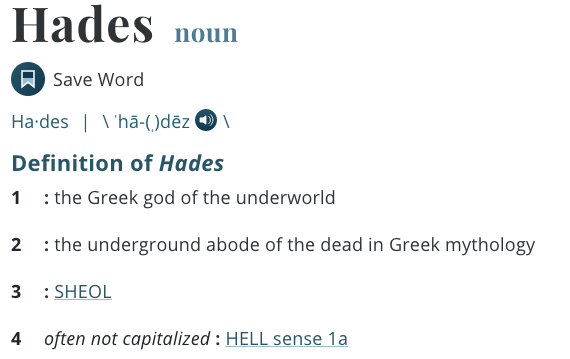 Hades noun
Save Word
Ha·des | \ ˈhā-(ˌ)dēz \
Definition of Hades
1 : the Greek god of the underworld
2 : the underground abode of the dead in Greek mythology
3 : SHEOL
4 often not capitalized : HELL sense 1a